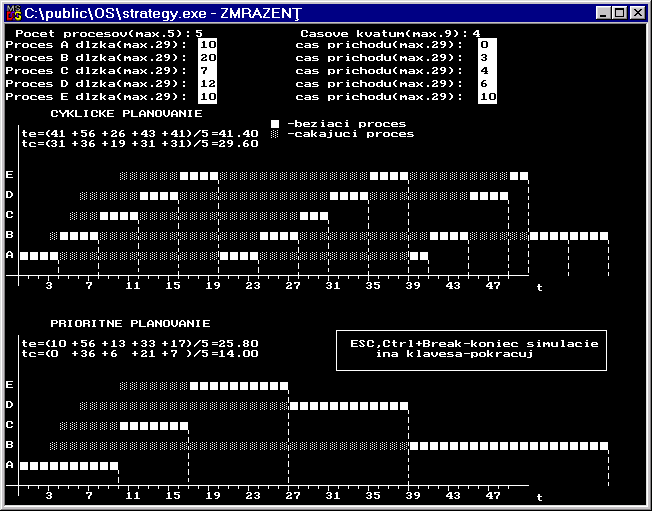 C:\public\OS\strategy.exe - ZMRAZENÝ
Pocet procesov(max.5): 5 Casove kvatum(max.9): 4
Proces A dlzka(max.29): 10 cas prichodu(max.29): 0
Proces B dlzka(max.29): 20 cas prichodu(max.29): 3
Proces C dlzka(max.29): 7 cas prichodu(max.29): 4
Proces D dlzka(max.29): 12 cas prichodu(max.29): 6
Proces E dlzka(max.29): 10 cas prichodu(max.29): 10
CYKLICKE PLANOVANIE
-beziaci proces
te=(41 +56 +26 +43 +41)/5=41.40 -cakajuci proces
tc=(31 +36 +19 +31 +31)/5=29.60
E
D
C
B
A
3 7 11 15 19 23 27 31 35 39 43 47 t
PRIORITNE PLANOVANIE
te=(10 +56 +13 +33 +17)/5=25.80 ESC,Ctrl+Break-koniec simulacie
tc=(0 +36 +6 +21 +7 )/5=14.00 ina klavesa-pokracuj
E
D
C
B
A
3 7 11 15 19 23 27 31 35 39 43 47 t